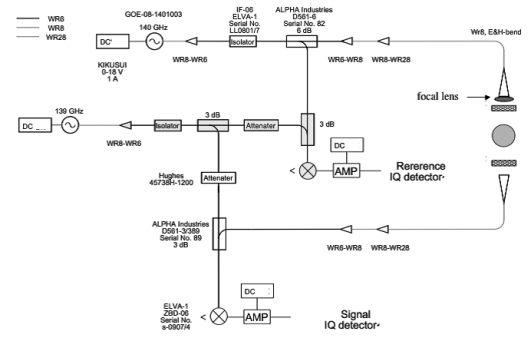 WR6
WR8
WR28
GOE-08-1401003
140 GHz
DC
KIKUSUI
0-18 V
1 A
WR8-WR6
IF-06
ELVA-1
Serial No.
LL0801/7
Isolator
ALPHA Industries
D561-6
Serial No. 82
6 dB
WR6-WR8
WR8-WR28
Wr8, E&H-bend
focal lens
139 GHz
DC
WR8-WR6
Isolator
3 dB
Attenater
3 dB
DC
<
AMP
Rererence
IQ detector
Hughes
45738H-1200
Attenater
ALPHA Industries
D561-3/389
Serial No. 89
3 dB
WR6-WR8
WR8-WR28
ELVA-1
ZBD-06
Serial No.
s-0907/4
<
DC
AMP
Signal
IQ detector